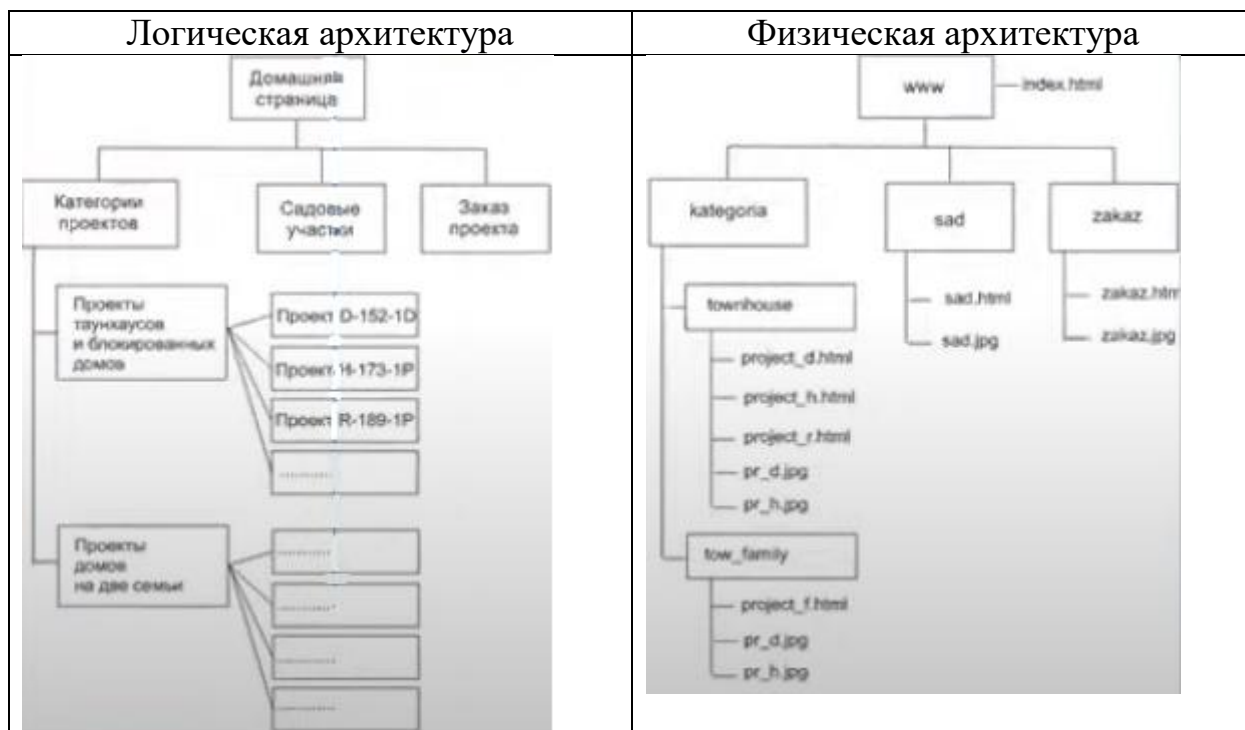 Логическая архитектура
Домашняя
страница
Категории
проектов
Садовые
участки
Заказ
проекта
Проекты
таунхаусов
и блокированных
домов
Проект D-152-1D
Проект H-173-1P
Проект R-189-1P
..........
Проекты
домов
на две семьи
..........
..........
..........
..........
Физическая архитектура
www
index.html
kategoria
sad
zakaz
townhouse
project_d.html
project_h.html
project_r.html
pr_d.jpg
pr_h.jpg
tow_family
project_f.html
pr_d.jpg
pr_h.jpg
sad.html
sad.jpg
zakaz.htm
zakaz.jpg